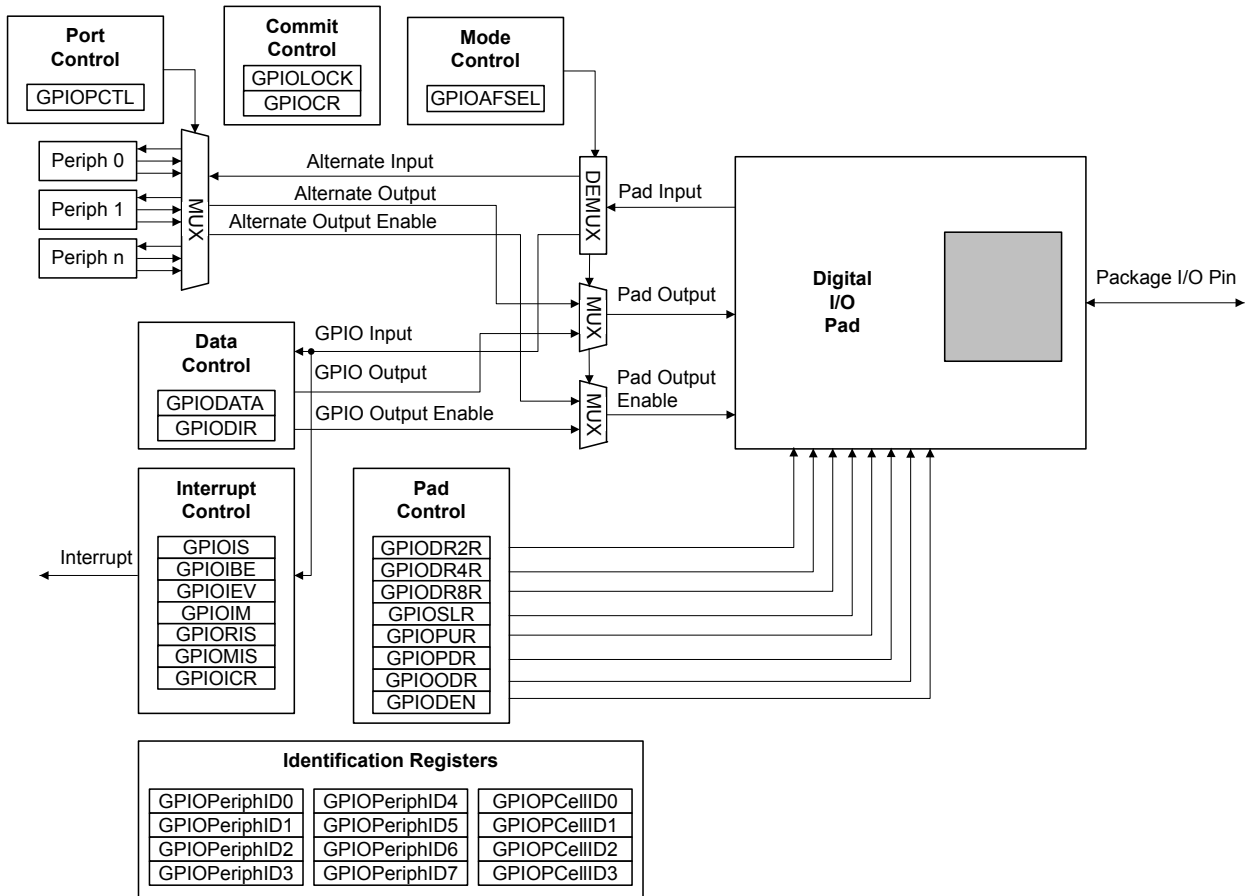 Port
Control
GPIOPCTL
Commit
Control
GPIOLOCK
GPIOCR
Mode
Control
GPIOAFSEL
Periph 0
Periph 1
Periph n
MUX
Alternate Input
Alternate Output
Alternate Output Enable
DEMUX
Pad Input
MUX
Pad Output
MUX
Pad Output
Enable
Digital
I/O
Pad
Package I/O Pin
Data
Control
GPIODATA
GPIODIR
GPIO Input
GPIO Output
GPIO Output Enable
Interrupt
Interrupt
Control
GPIOIS
GPIOIBE
GPIOIEV
GPIOIM
GPIORIS
GPIOMIS
GPIOICR
Pad
Control
GPIODR2R
GPIODR4R
GPIODR8R
GPIOSLR
GPIOPUR
GPIOPDR
GPIOODR
GPIODEN
Identification Registers
GPIOPeriphID0
GPIOPeriphID1
GPIOPeriphID2
GPIOPeriphID3
GPIOPeriphID4
GPIOPeriphID5
GPIOPeriphID6
GPIOPeriphID7
GPIOPCellID0
GPIOPCellID1
GPIOPCellID2
GPIOPCellID3